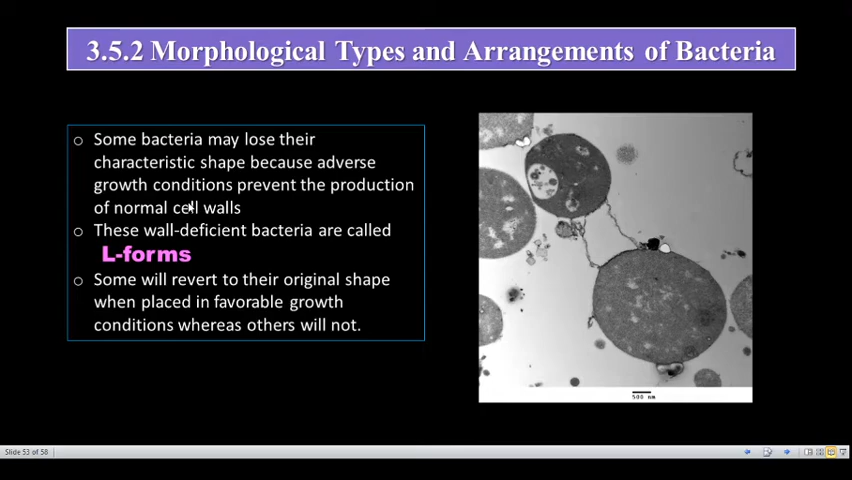 3.5.2 Morphological Types and Arrangements of Bacteria
o Some bacteria may lose their
characteristic shape because adverse
growth conditions prevent the production
of normal cell walls
o These wall-deficient bacteria are called
L-forms
o Some will revert to their original shape
when placed in favorable growth
conditions whereas others will not.
500 nm
Slide 53 of 58